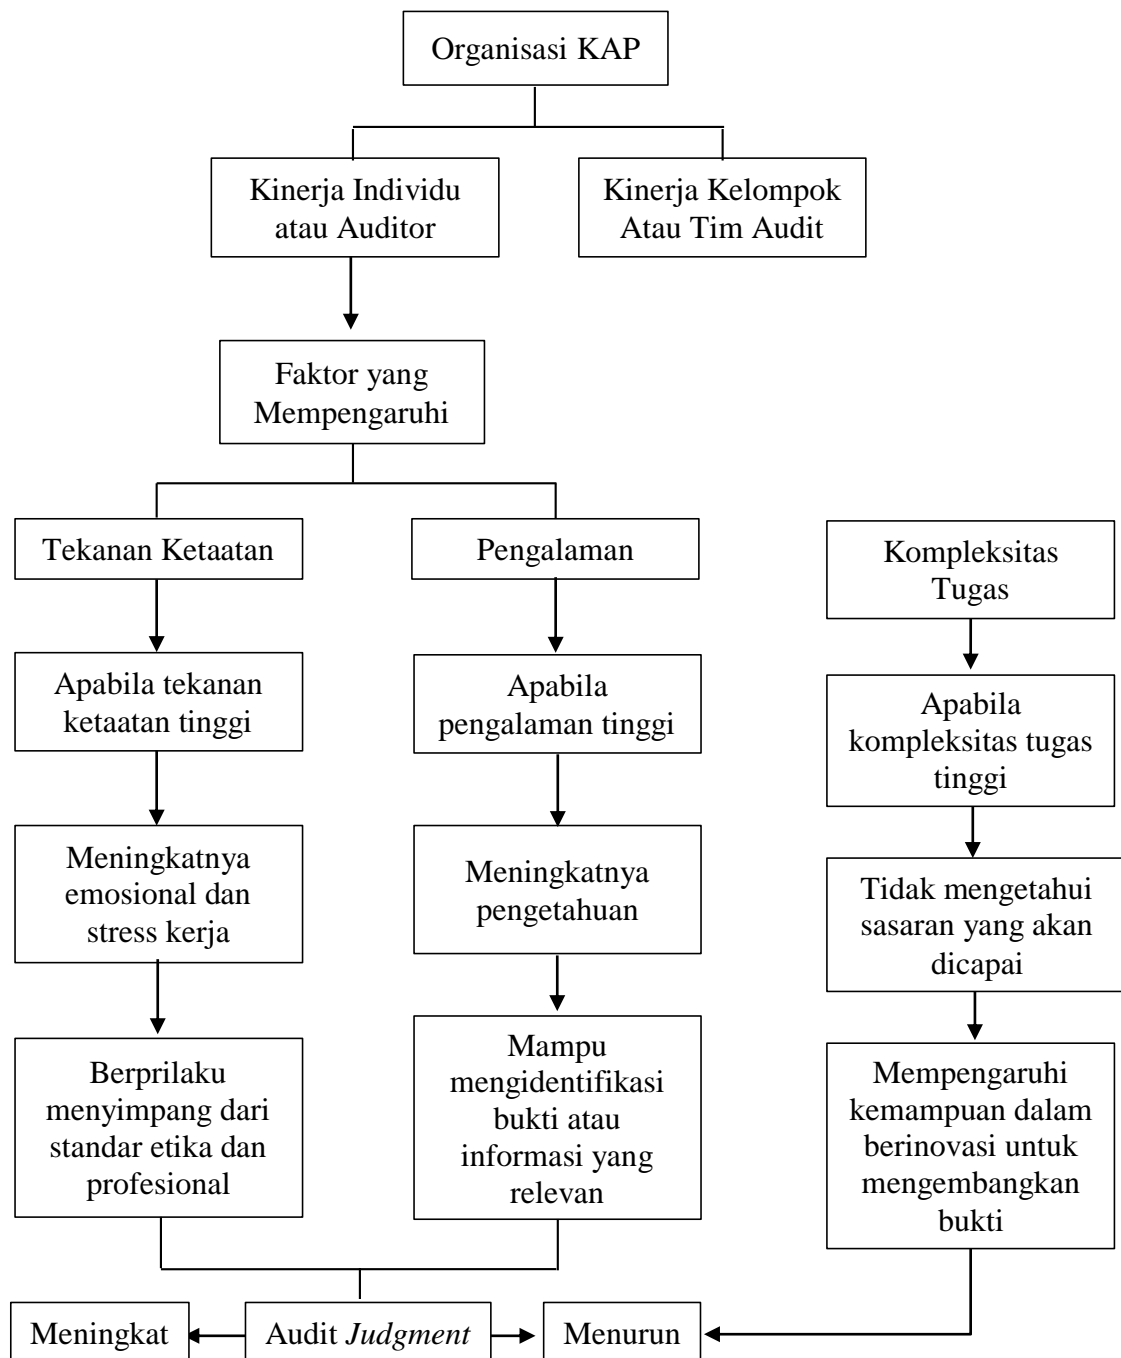 Organisasi KAP
Kinerja Individu
atau Auditor
Kinerja Kelompok
Atau Tim Audit
Faktor yang
Mempengaruhi
Tekanan Ketaatan
Pengalaman
Kompleksitas
Tugas
Apabila tekanan
ketaatan tinggi
Apabila
pengalaman tinggi
Apabila
kompleksitas tugas
tinggi
Meningkatnya
emosional dan
stress kerja
Meningkatnya
pengetahuan
Tidak mengetahui
sasaran yang akan
dicapai
Berprilaku
menyimpang dari
standar etika dan
profesional
Mampu
mengidentifikasi
bukti atau
informasi yang
relevan
Mempengaruhi
kemampuan dalam
berinovasi untuk
mengembangkan
bukti
Meningkat
Audit Judgment
Menurun